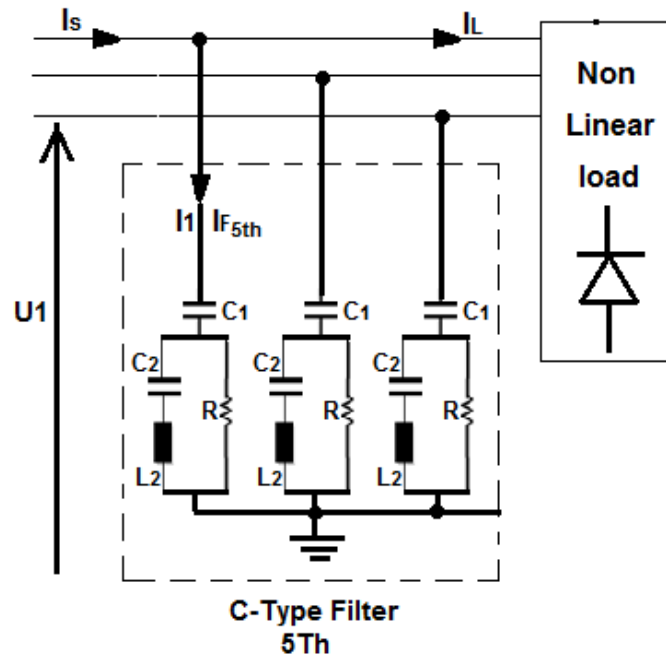 IS
IL
Non
Linear
load
I1 IF5th
U1
C1 C1 C1
C2 C2 C2
R R R
L2 L2 L2
C-Type Filter
5Th